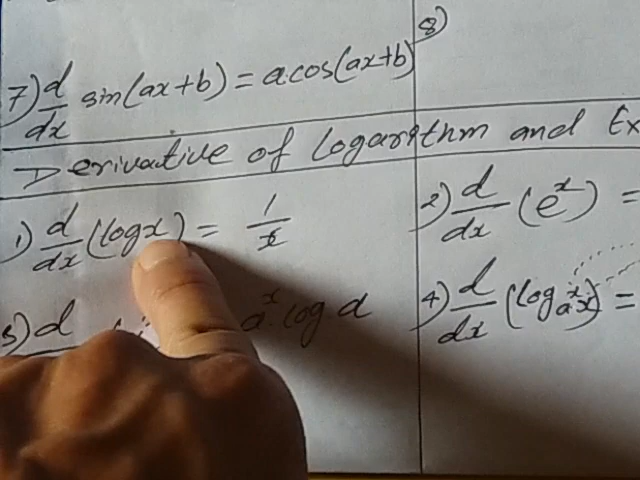 8)
7) d/dx sin(ax+b) = a cos(ax+b)
Derivative of Logarithm and Ex
1) d/dx (log x) = 1/x
2) d/dx (e^x) =
3) d a^x log a
4) d/dx (log_a x) =